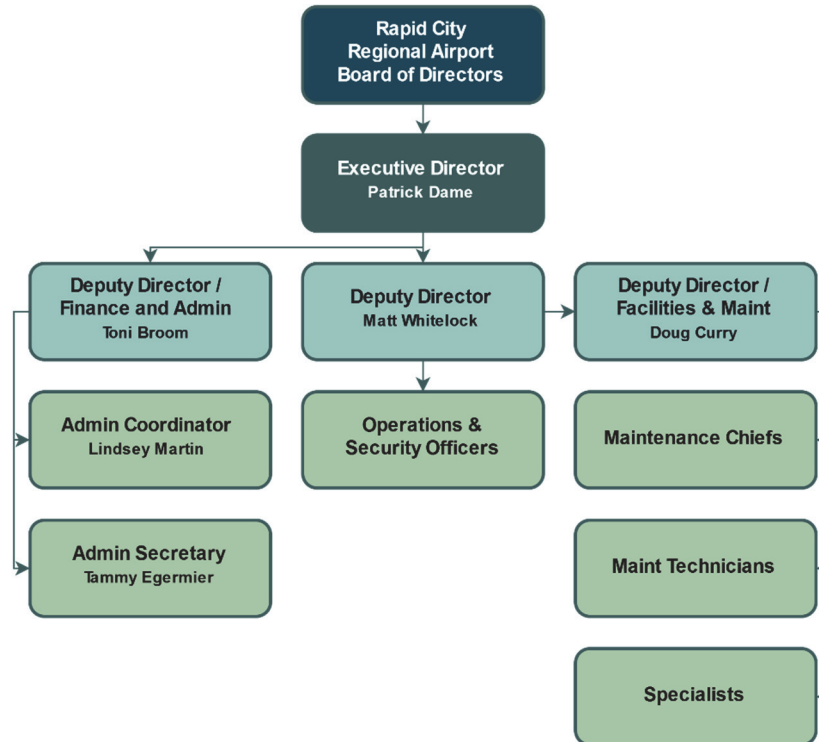 Rapid City
Regional Airport
Board of Directors
Executive Director
Patrick Dame
Deputy Director /
Finance and Admin
Toni Broom
Deputy Director
Matt Whitelock
Deputy Director /
Facilities & Maint
Doug Curry
Admin Coordinator
Lindsey Martin
Operations &
Security Officers
Maintenance Chiefs
Admin Secretary
Tammy Egermier
Maint Technicians
Specialists